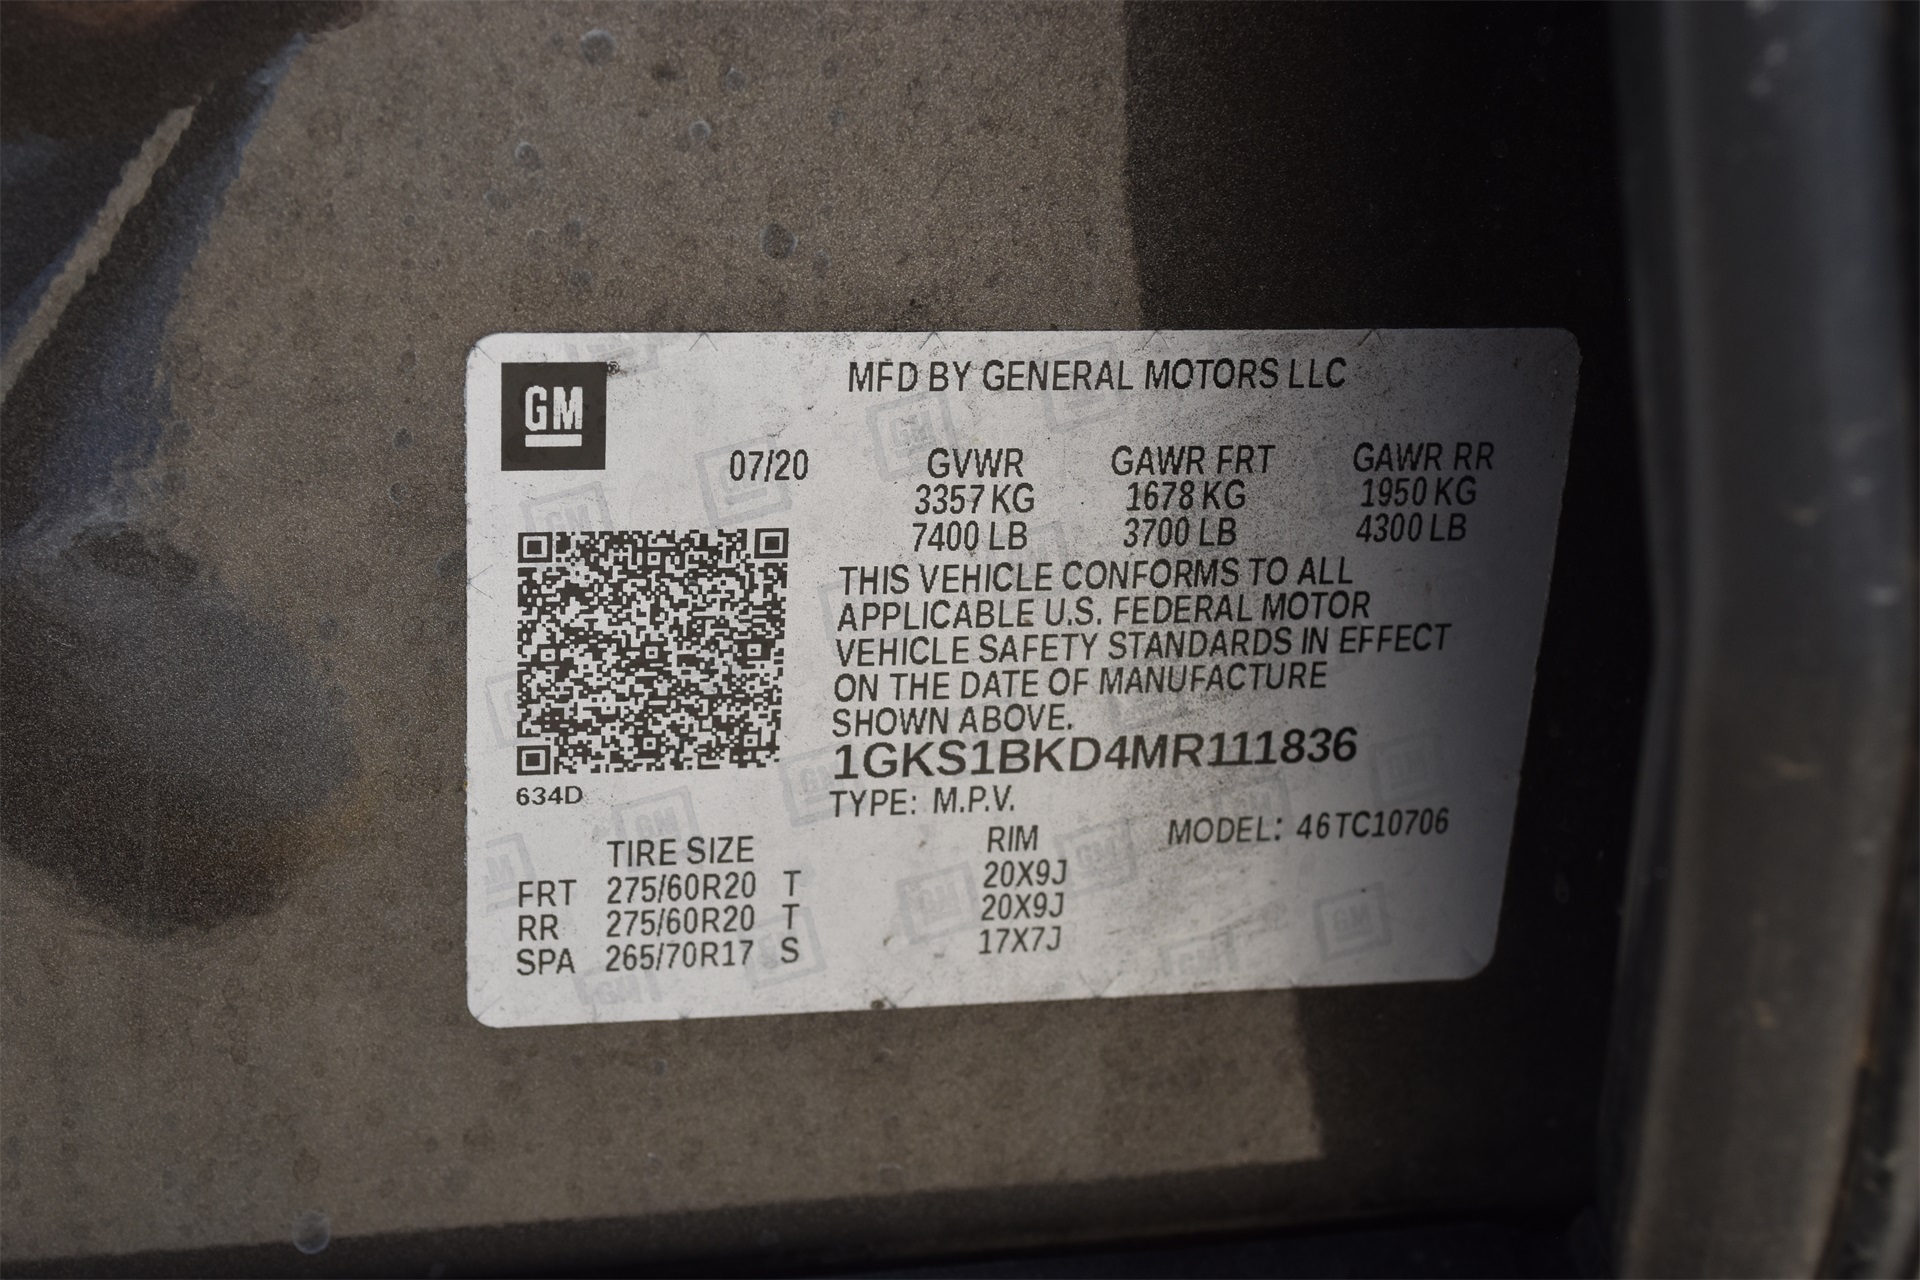 GM
MFD BY GENERAL MOTORS LLC
07/20 GVWR GAWR FRT GAWR RR
3357 KG 1678 KG 1950 KG
7400 LB 3700 LB 4300 LB
THIS VEHICLE CONFORMS TO ALL
APPLICABLE U.S. FEDERAL MOTOR
VEHICLE SAFETY STANDARDS IN EFFECT
ON THE DATE OF MANUFACTURE
SHOWN ABOVE.
1GKS1BKD4MR111836
634D
TYPE: M.P.V.
MODEL: 46TC10706
TIRE SIZE RIM
FRT 275/60R20 T 20X9J
RR 275/60R20 T 20X9J
SPA 265/70R17 S 17X7J